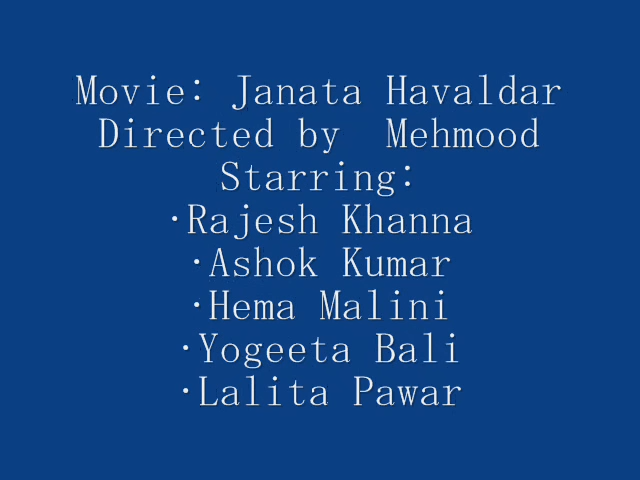 Movie: Janata Havaldar
Directed by  Mehmood
Starring:
·Rajesh Khanna
·Ashok Kumar
·Hema Malini
·Yogeeta Bali
·Lalita Pawar